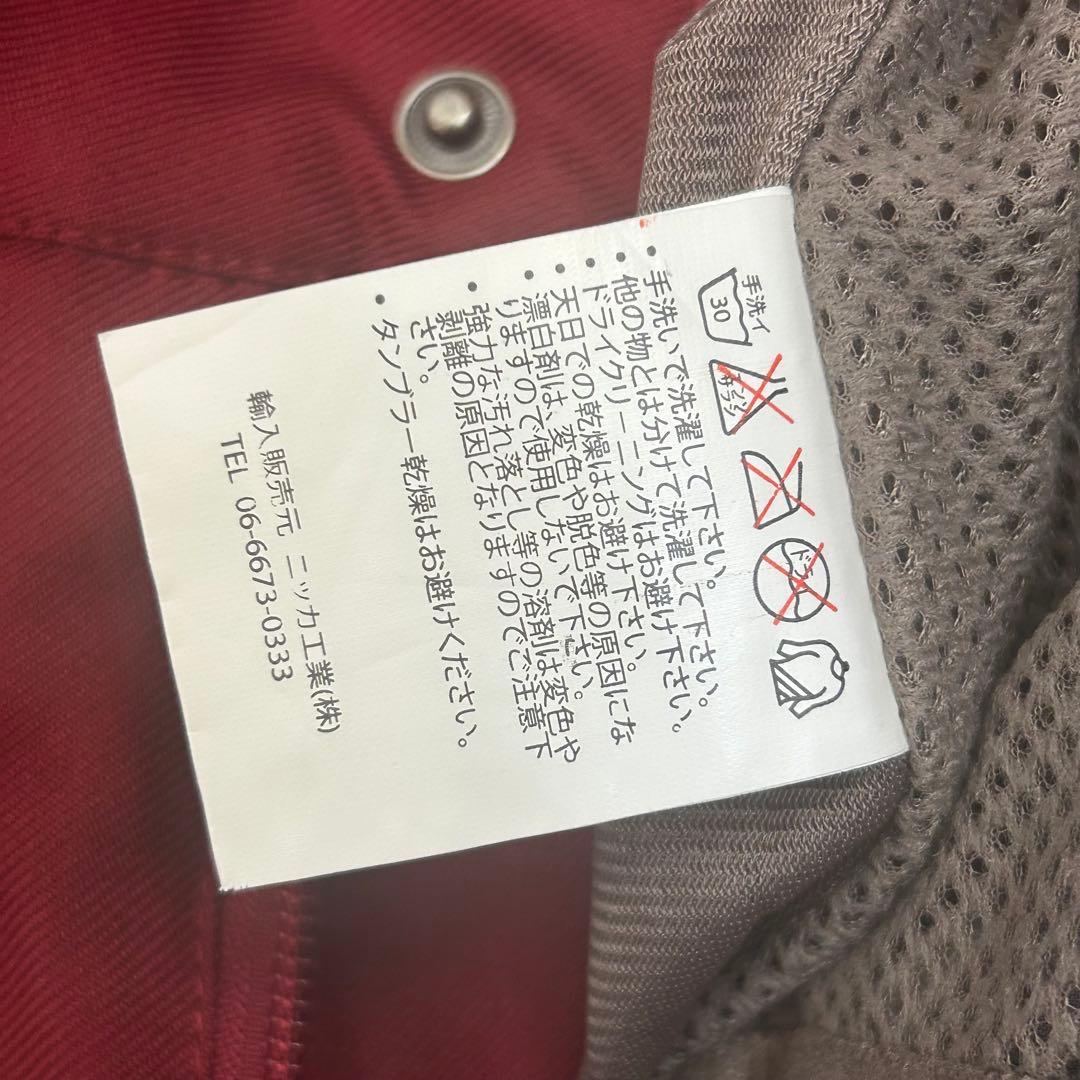 手洗イ
30
エンソ
サラシ
ドライ
・手洗いで洗濯して下さい。
・他の物とは分けて洗濯して下さい。
・ドライクリーニングはお避け下さい。
・天日での乾燥はお避け下さい。
・漂白剤は、変色や脱色等の原因にな
りますので使用しないで下さい。
・強力な汚れ落とし等の溶剤は変色や
剥離の原因となりますのでご注意下
さい。
・タンブラー乾燥はお避けください。
輸入販売元 ニッカ工業(株)
TEL 06-6673-0333